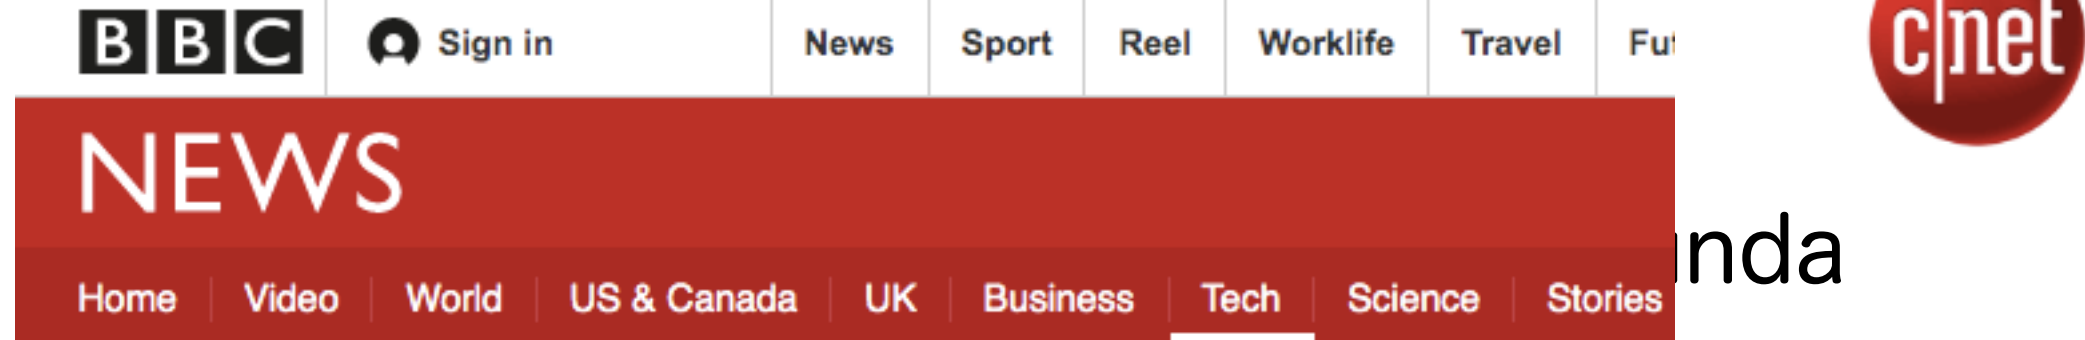 BBC Sign in News Sport Reel Worklife Travel
c|net
NEWS
Home Video World US & Canada UK Business Tech Science Stories